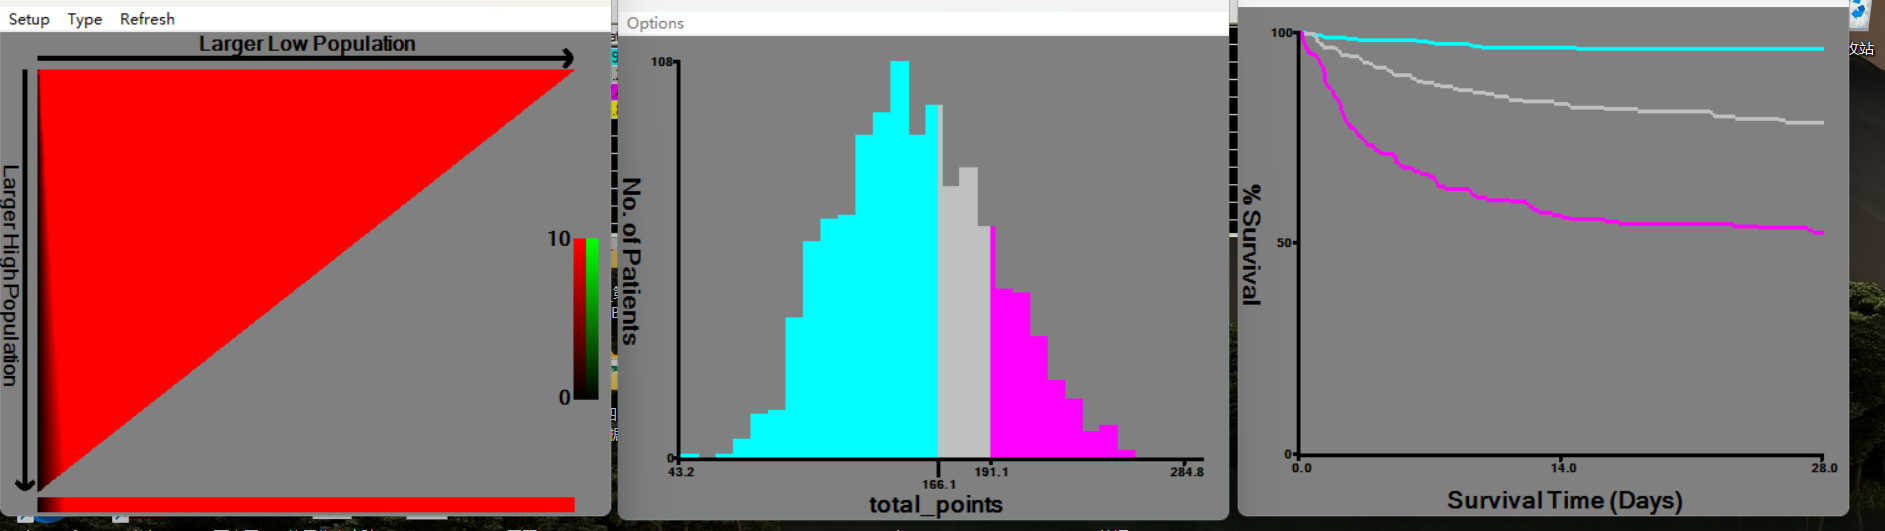 Setup Type Refresh
Larger Low Population
Larger High Population
10
0
Options
108
No. of Patients
0
43.2
166.1
191.1
284.8
total_points
100
50
0
% Survival
0.0
14.0
28.0
Survival Time (Days)
收站